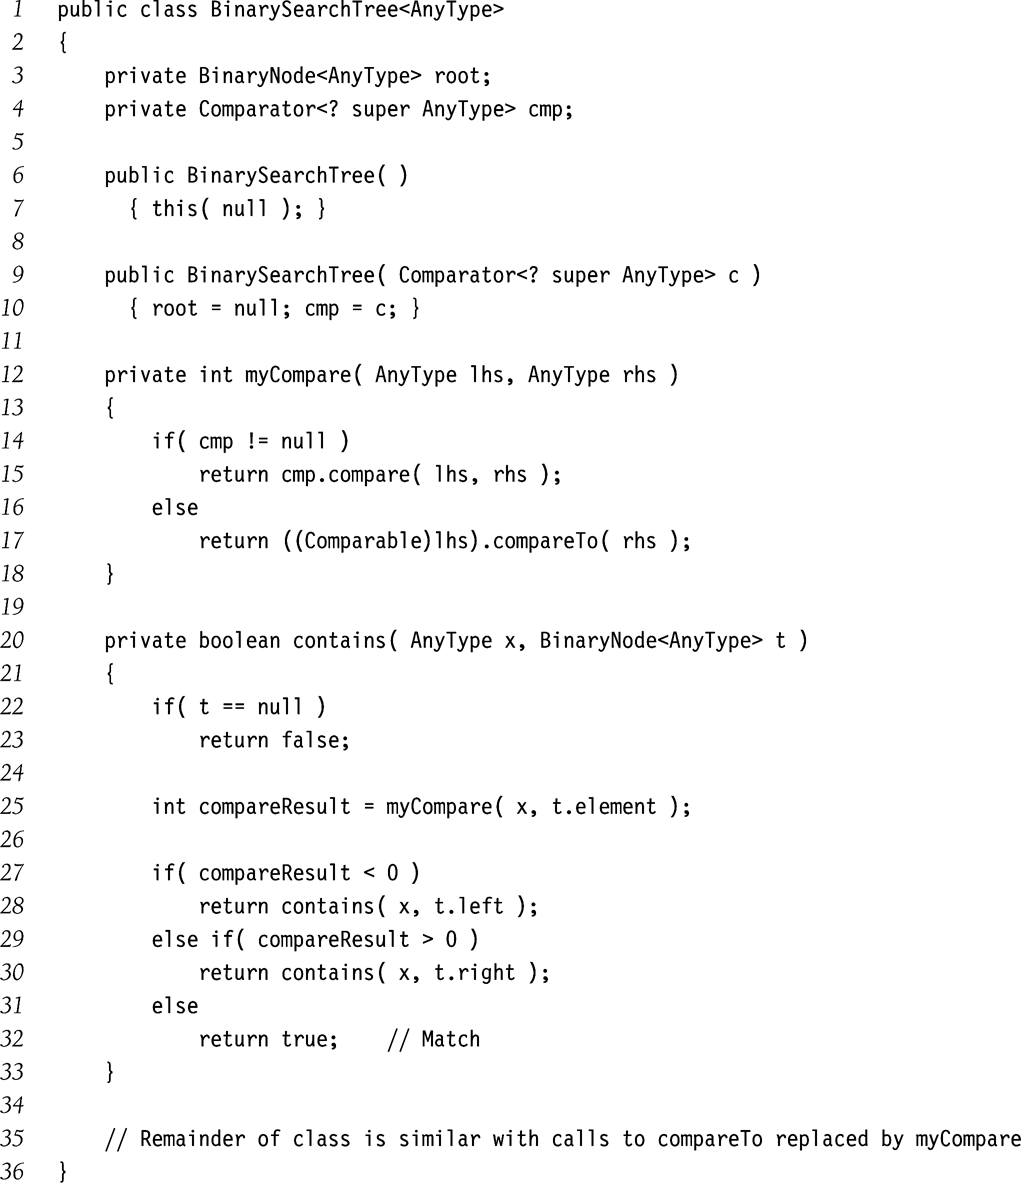 1 public class BinarySearchTree<AnyType>
2 {
3     private BinaryNode<AnyType> root;
4     private Comparator<? super AnyType> cmp;
5
6     public BinarySearchTree( )
7       { this( null ); }
8
9     public BinarySearchTree( Comparator<? super AnyType> c )
10       { root = null; cmp = c; }
11
12     private int myCompare( AnyType lhs, AnyType rhs )
13     {
14         if( cmp != null )
15             return cmp.compare( lhs, rhs );
16         else
17             return ((Comparable)lhs).compareTo( rhs );
18     }
19
20     private boolean contains( AnyType x, BinaryNode<AnyType> t )
21     {
22         if( t == null )
23             return false;
24
25         int compareResult = myCompare( x, t.element );
26
27         if( compareResult < 0 )
28             return contains( x, t.left );
29         else if( compareResult > 0 )
30             return contains( x, t.right );
31         else
32             return true;    // Match
33     }
34
35     // Remainder of class is similar with calls to compareTo replaced by myCompare
36 }